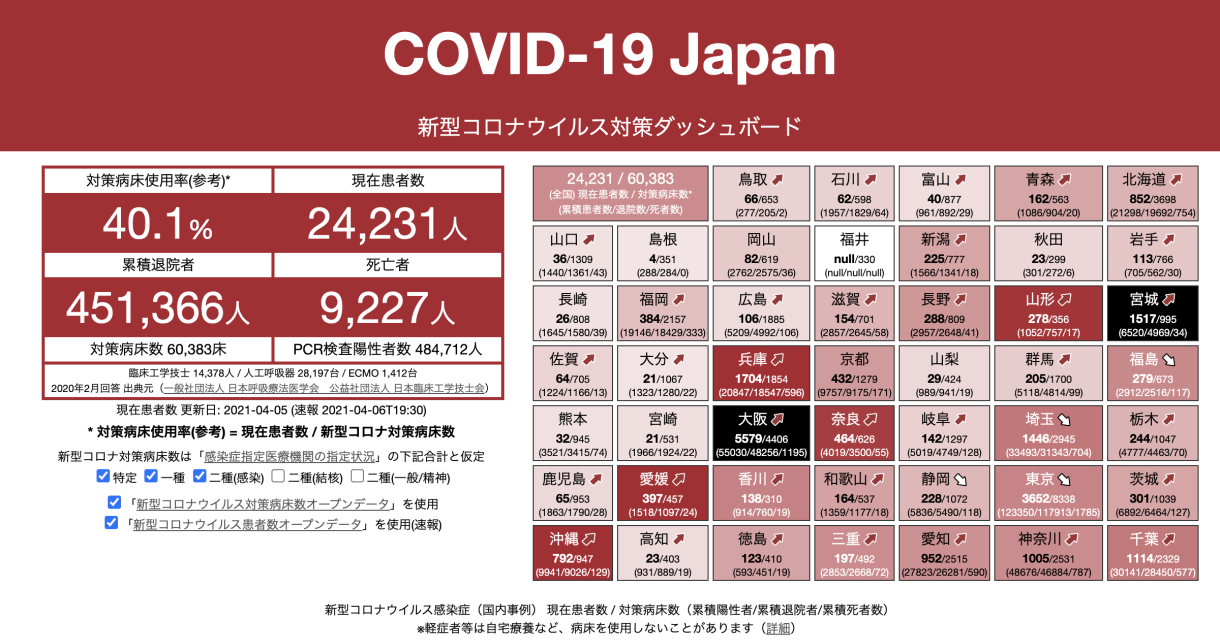 COVID-19 Japan
新型コロナウイルス対策ダッシュボード
対策病床使用率(参考)*
現在患者数
40.1%
24,231人
累積退院者
死亡者
451,366人
9,227人
対策病床数 60,383床
PCR検査陽性者数 484,712人
臨床工学技士 14,378人 / 人工呼吸器 28,197台 / ECMO 1,412台
2020年2月回答 出典元（一般社団法人 日本呼吸療法医学会　公益社団法人 日本臨床工学技士会）
現在患者数 更新日: 2021-04-05 (速報 2021-04-06T19:30)
* 対策病床使用率(参考) = 現在患者数 / 新型コロナ対策病床数
新型コロナ対策病床数は「感染症指定医療機関の指定状況」の下記合計と仮定
特定 一種 二種(感染) 二種(結核) 二種(一般/精神)
「新型コロナウイルス対策病床数オープンデータ」を使用
「新型コロナウイルス患者数オープンデータ」を使用(速報)
24,231 / 60,383
(全国) 現在患者数 / 対策病床数*
(累積患者数/退院数/死者数)
鳥取
66/653
(277/205/2)
石川
62/598
(1957/1829/64)
富山
40/877
(961/892/29)
青森
162/563
(1086/904/20)
北海道
852/3698
(21298/19692/754)
山口
36/1309
(1440/1361/43)
島根
4/351
(288/284/0)
岡山
82/619
(2762/2575/36)
福井
null/330
(null/null/null)
新潟
225/777
(1566/1341/18)
秋田
23/299
(301/272/6)
岩手
113/766
(705/562/30)
長崎
26/808
(1645/1580/39)
福岡
384/2157
(19146/18429/333)
広島
106/1885
(5209/4992/106)
滋賀
154/701
(2857/2645/58)
長野
288/809
(2957/2648/41)
山形
278/356
(1052/757/17)
宮城
1517/995
(6520/4969/34)
佐賀
64/705
(1224/1166/13)
大分
21/1067
(1323/1280/22)
兵庫
1704/1854
(20847/18547/596)
京都
432/1279
(9757/9175/171)
山梨
29/424
(989/941/19)
群馬
205/1700
(5118/4814/99)
福島
279/673
(2912/2516/117)
熊本
32/945
(3521/3415/74)
宮崎
21/531
(1966/1924/22)
大阪
5579/4406
(55030/48256/1195)
奈良
464/626
(4019/3500/55)
岐阜
142/1297
(5019/4749/128)
埼玉
1446/2945
(33493/31343/704)
栃木
244/1047
(4777/4463/70)
鹿児島
65/953
(1863/1790/28)
愛媛
397/457
(1518/1097/24)
香川
138/310
(914/760/19)
和歌山
164/537
(1359/1177/18)
静岡
228/1072
(5836/5490/118)
東京
3652/8338
(123350/117913/1785)
茨城
301/1039
(6892/6464/127)
沖縄
792/947
(9941/9026/129)
高知
23/403
(931/889/19)
徳島
123/410
(593/451/19)
三重
197/492
(2853/2668/72)
愛知
952/2515
(27823/26281/590)
神奈川
1005/2531
(48676/46884/787)
千葉
1114/2329
(30141/28450/577)
新型コロナウイルス感染症（国内事例） 現在患者数 / 対策病床数（累積陽性者/累積退院者/累積死者数）
※軽症者等は自宅療養など、病床を使用しないことがあります（詳細）